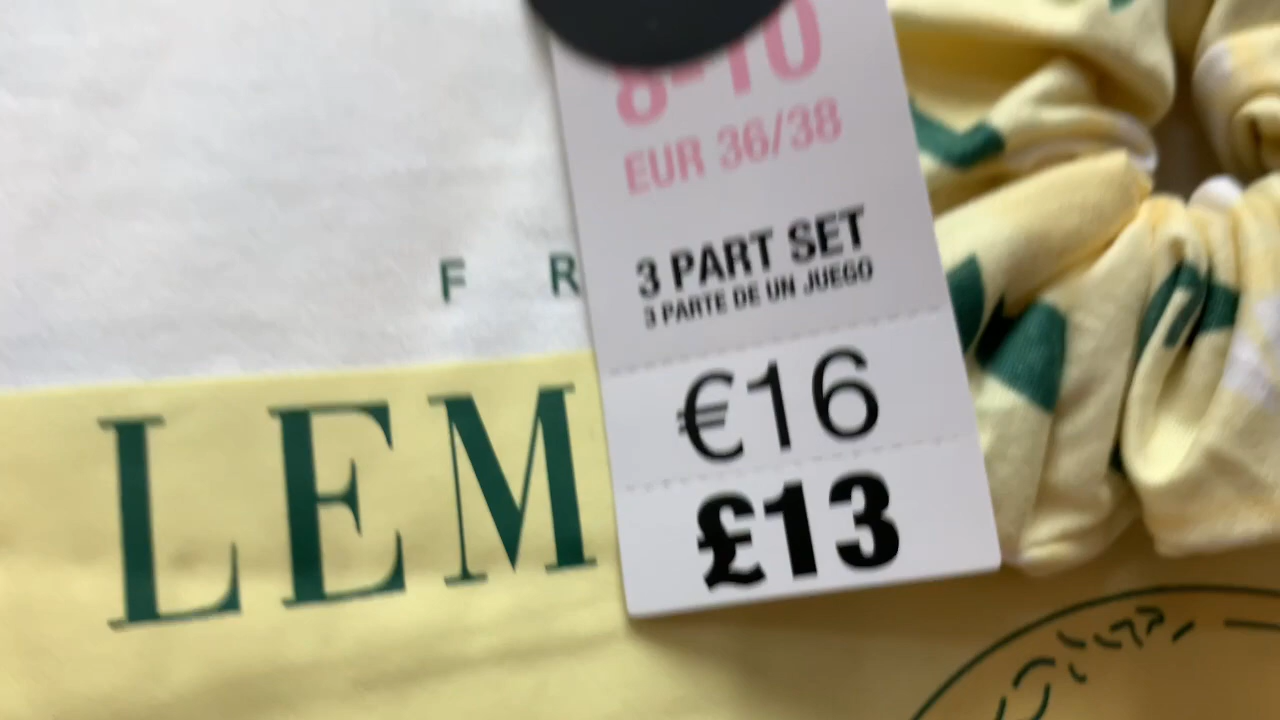 8-10
EUR 36/38
3 PART SET
3 PARTE DE UN JUEGO
€16
£13
F R
LEM